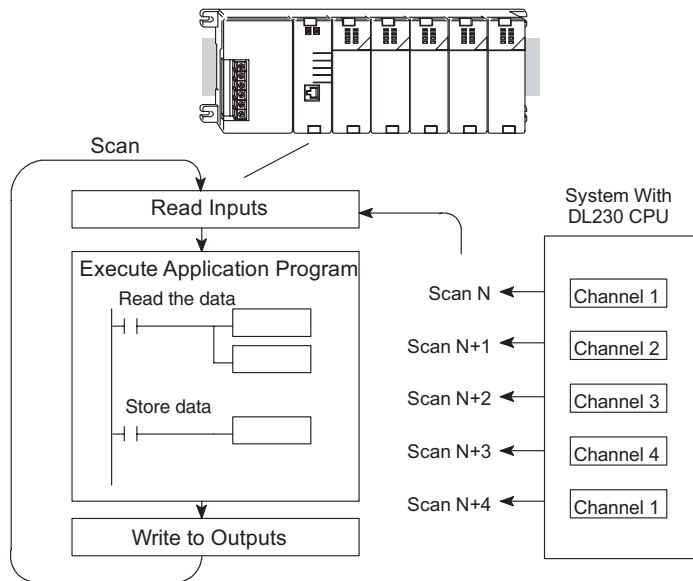 Scan
Read Inputs
Execute Application Program
Read the data
Store data
Write to Outputs
System With
DL230 CPU
Scan N
Channel 1
Scan N+1
Channel 2
Scan N+2
Channel 3
Scan N+3
Channel 4
Scan N+4
Channel 1